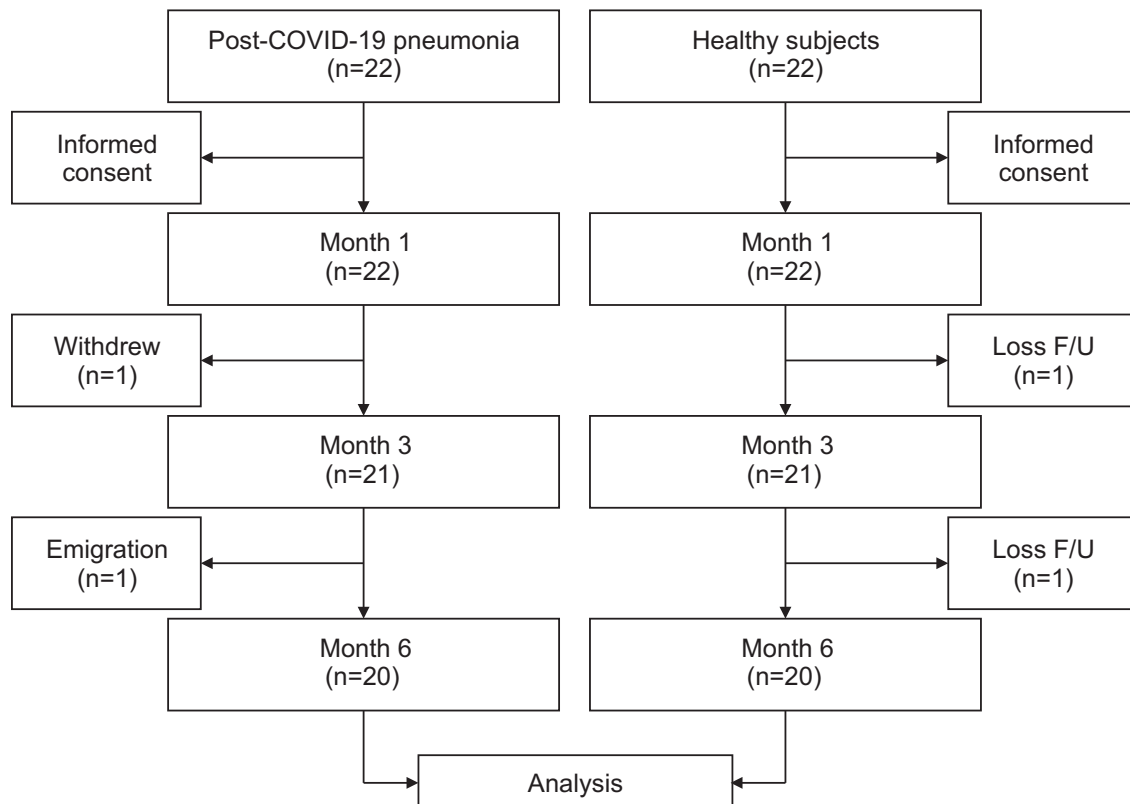 Post-COVID-19 pneumonia
(n=22)
Healthy subjects
(n=22)
Informed
consent
Informed
consent
Month 1
(n=22)
Month 1
(n=22)
Withdrew
(n=1)
Loss F/U
(n=1)
Month 3
(n=21)
Month 3
(n=21)
Emigration
(n=1)
Loss F/U
(n=1)
Month 6
(n=20)
Month 6
(n=20)
Analysis